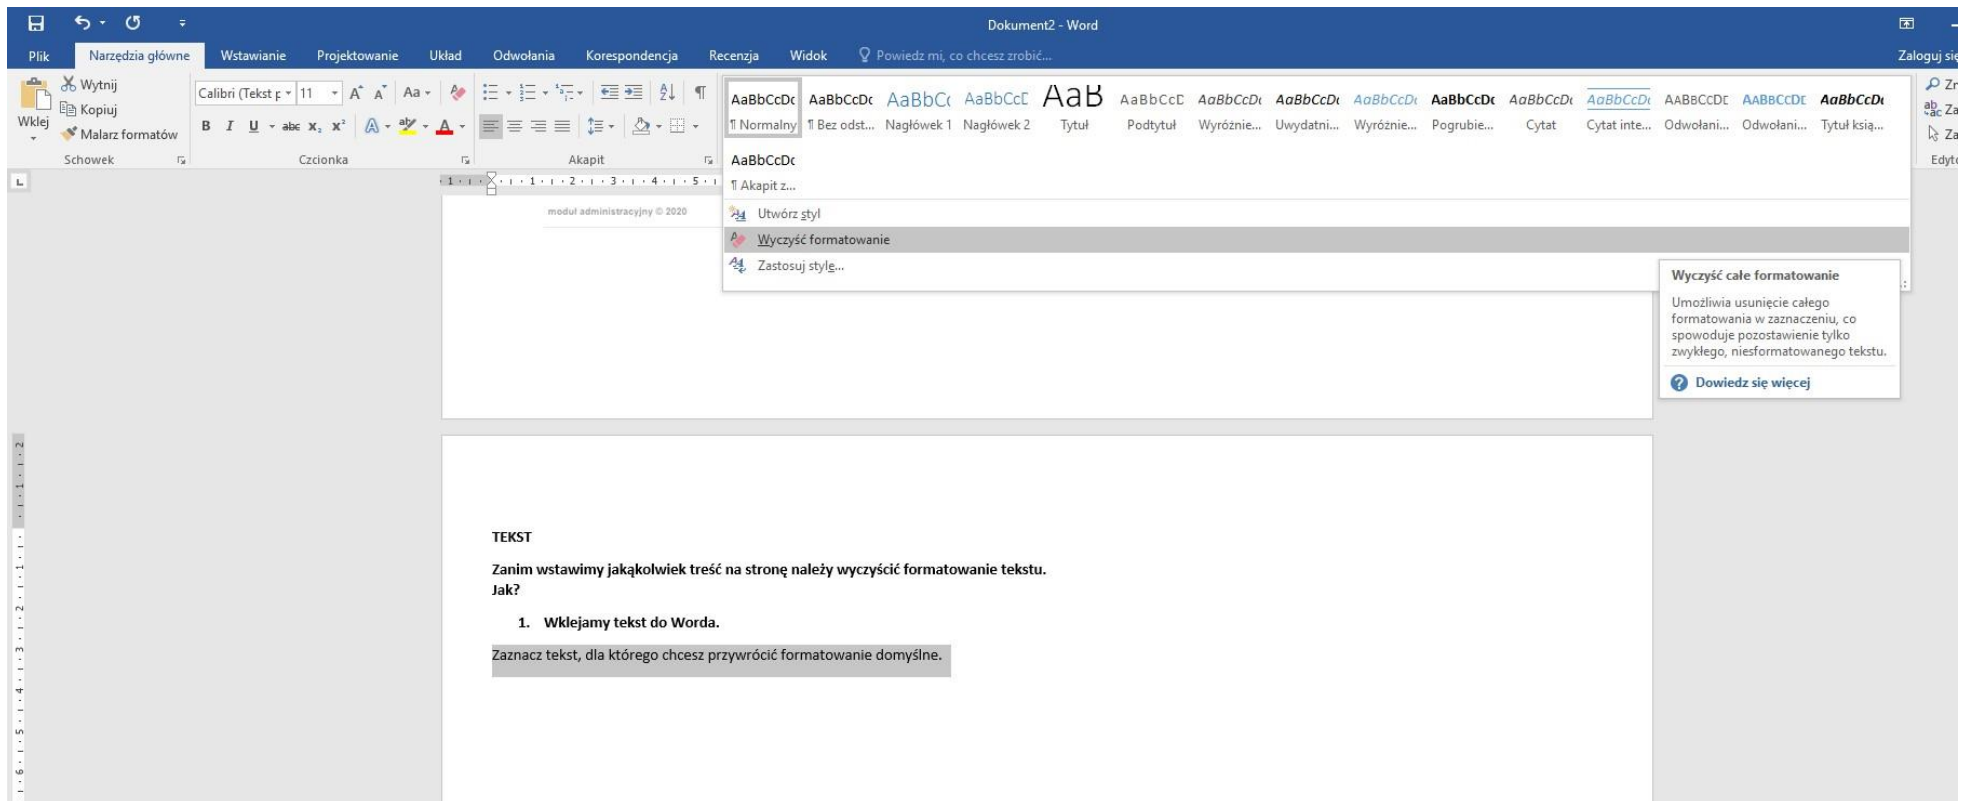 Dokument2 - Word
Plik Narzędzia główne Wstawianie Projektowanie Układ Odwołania Korespondencja Recenzja Widok Powiedz mi, co chcesz zrobić... Zaloguj się
Wklej
Wytnij
Kopiuj
Malarz formatów
Schowek
Calibri (Tekst p 11
Czcionka
Akapit
AaBbCcDc AaBbCcDc AaBbCc AaBbCcD AaB AaBbCcD AaBbCcDc AaBbCcDc AaBbCcDc AaBbCcDc AaBbCcDc AaBbCcDc AABBCCDD AABBCCDD AaBbCcDc
¶ Normalny ¶ Bez odst... Nagłówek 1 Nagłówek 2 Tytuł Podtytuł Wyróżnie... Uwydatni... Wyróżnie... Pogrubie... Cytat Cytat inte... Odwołani... Odwołani... Tytuł ksią...
AaBbCcDc
¶ Akapit z...
Utwórz styl
Wyczyść formatowanie
Zastosuj style...
Wyczyść całe formatowanie
Umożliwia usunięcie całego
formatowania w zaznaczeniu, co
spowoduje pozostawienie tylko
zwykłego, niesformatowanego tekstu.
Dowiedz się więcej
moduł administracyjny © 2020
TEKST
Zanim wstawimy jakąkolwiek treść na stronę należy wyczyścić formatowanie tekstu.
Jak?
1. Wklejamy tekst do Worda.
Zaznacz tekst, dla którego chcesz przywrócić formatowanie domyślne.